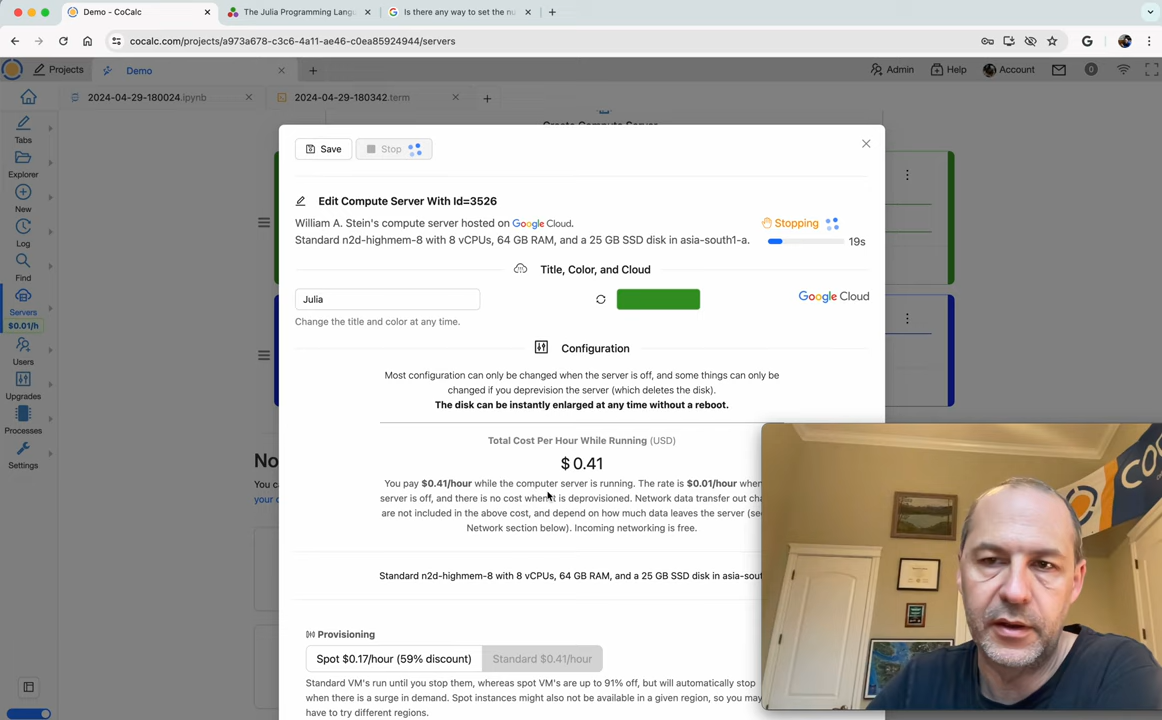 Demo - CoCalc
The Julia Programming Langu
Is there any way to set the nu
cocalc.com/projects/a973a678-c3c6-4a11-ae46-c0ea85924944/servers
Projects
Demo
Admin
Help
Account
0
2024-04-29-180024.ipynb
2024-04-29-180342.term
Tabs
Explorer
New
Log
Find
Servers
$0.01/h
Users
Upgrades
Processes
Settings
Create Compute Server
No
You ca
your c
Save
Stop
Edit Compute Server With Id=3526
William A. Stein's compute server hosted on Google Cloud.
Standard n2d-highmem-8 with 8 vCPUs, 64 GB RAM, and a 25 GB SSD disk in asia-south1-a.
Stopping
19s
Title, Color, and Cloud
Julia
Google Cloud
Change the title and color at any time.
Configuration
Most configuration can only be changed when the server is off, and some things can only be
changed if you deprevision the server (which deletes the disk).
The disk can be instantly enlarged at any time without a reboot.
Total Cost Per Hour While Running (USD)
$ 0.41
You pay $0.41/hour while the computer server is running. The rate is $0.01/hour when
server is off, and there is no cost when it is deprovisioned. Network data transfer out cha
are not included in the above cost, and depend on how much data leaves the server (see
Network section below). Incoming networking is free.
Standard n2d-highmem-8 with 8 vCPUs, 64 GB RAM, and a 25 GB SSD disk in asia-sout
Provisioning
Spot $0.17/hour (59% discount)
Standard $0.41/hour
Standard VM's run until you stop them, whereas spot VM's are up to 91% off, but will automatically stop
when there is a surge in demand. Spot instances might also not be available in a given region, so you may
have to try different regions.
COC